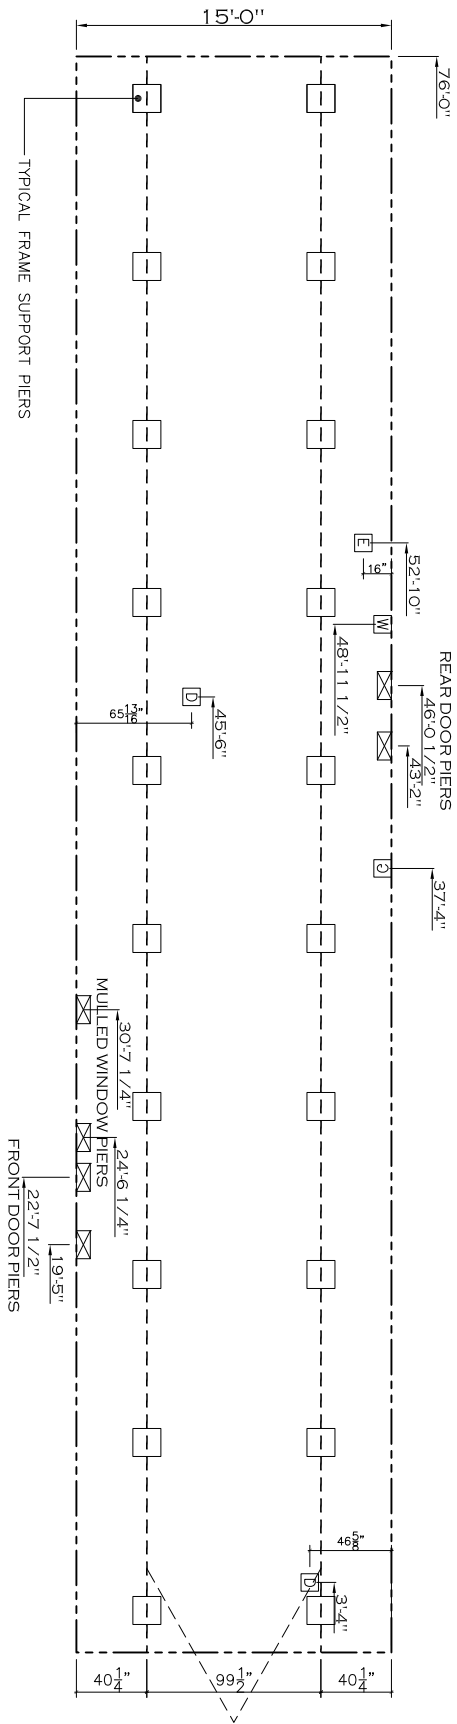 15'-0"
76'-0"
TYPICAL FRAME SUPPORT PIERS
E
52'-10"
16"
W
48'-11 1/2"
REAR DOOR PIERS
46'-0 1/2"
43'-2"
D
45'-6"
65 13/16"
G
37'-4"
30'-7 1/4"
MULLED WINDOW PIERS
24'-6 1/4"
22'-7 1/2"
FRONT DOOR PIERS
19'-5"
46 5/8"
D
3'-4"
40 1/4"
99 1/2"
40 1/4"